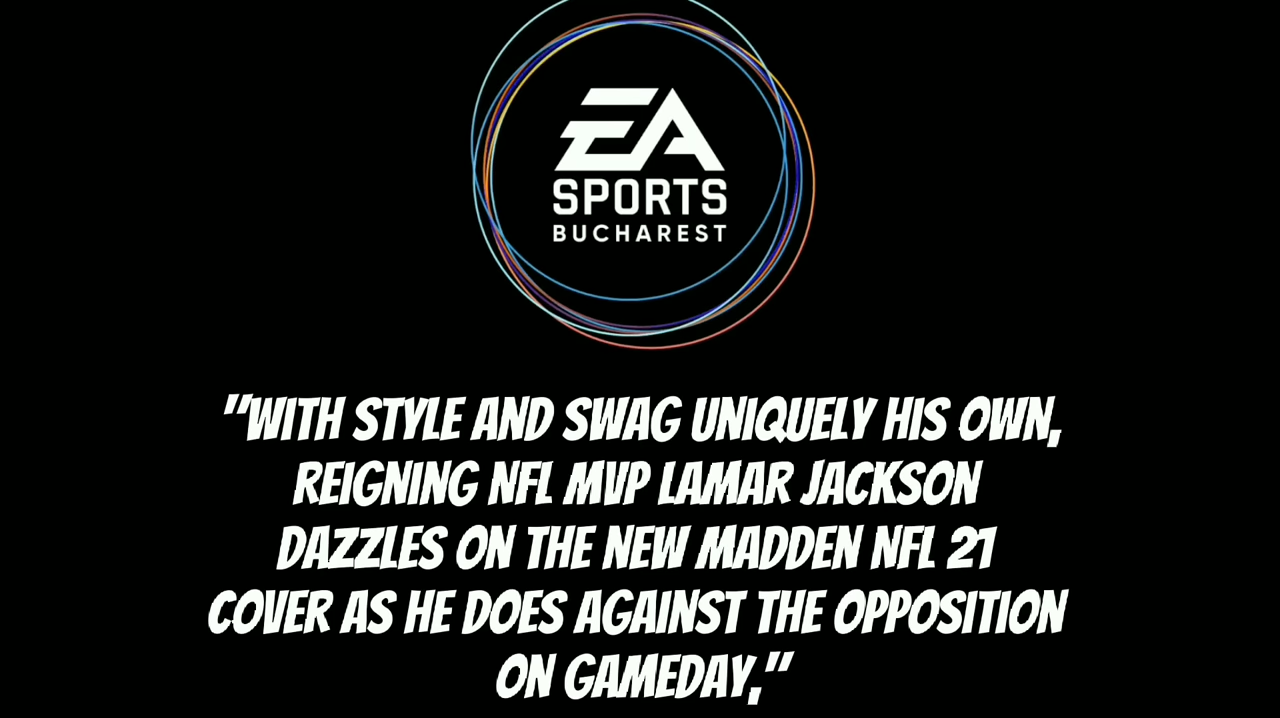 EA
SPORTS
BUCHAREST
"WITH STYLE AND SWAG UNIQUELY HIS OWN,
REIGNING NFL MVP LAMAR JACKSON
DAZZLES ON THE NEW MADDEN NFL 21
COVER AS HE DOES AGAINST THE OPPOSITION
ON GAMEDAY,"